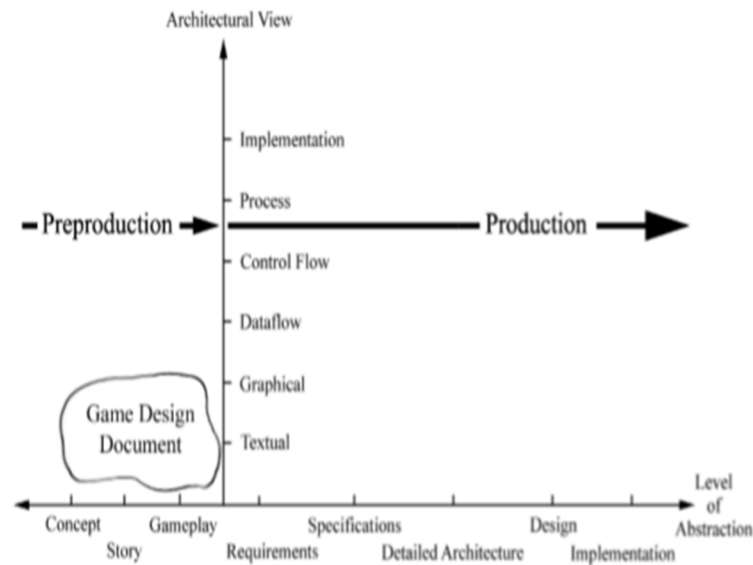 Architectural View
Implementation
Process
Preproduction
Production
Control Flow
Dataflow
Graphical
Game Design
Document
Textual
Level
of
Abstraction
Concept
Gameplay
Specifications
Design
Story
Requirements
Detailed Architecture
Implementation